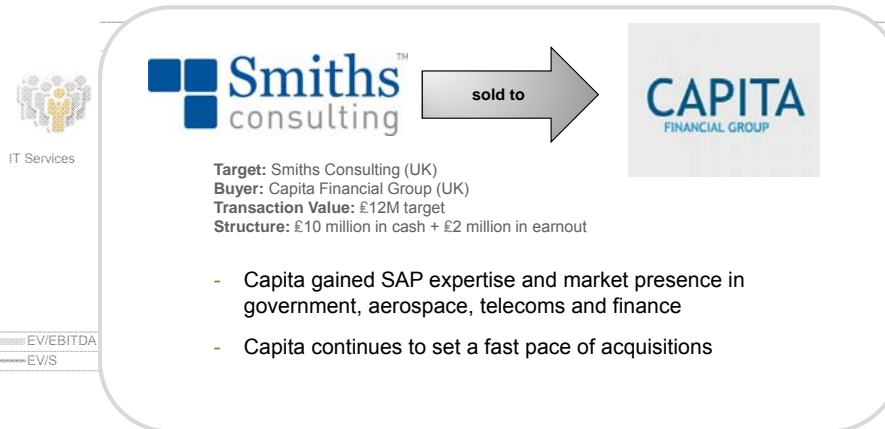 Smiths™
consulting
sold to
CAPITA
FINANCIAL GROUP
IT Services
Target: Smiths Consulting (UK)
Buyer: Capita Financial Group (UK)
Transaction Value: ₤12M target
Structure: ₤10 million in cash + ₤2 million in earnout
- Capita gained SAP expertise and market presence in
government, aerospace, telecoms and finance
- Capita continues to set a fast pace of acquisitions
EV/EBITDA
EV/S